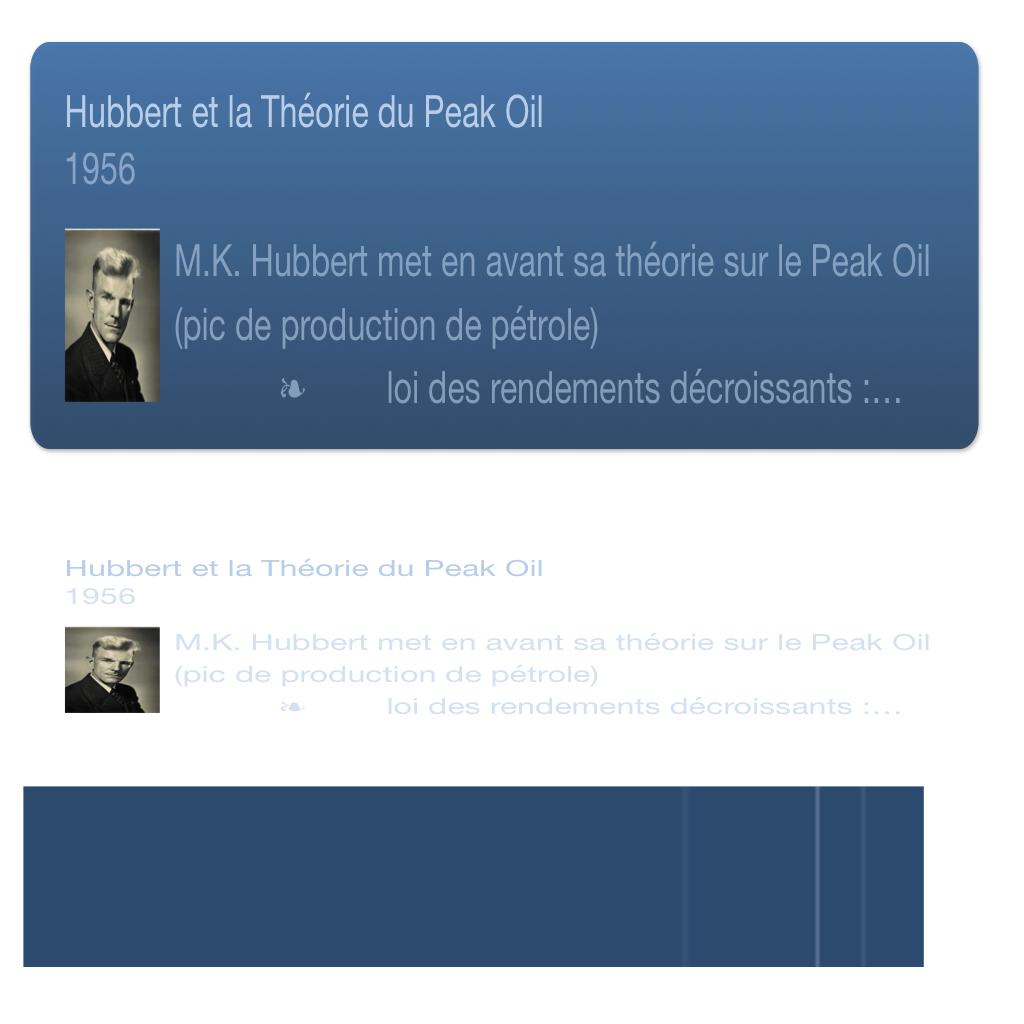 Hubbert et la Théorie du Peak Oil
1956
M.K. Hubbert met en avant sa théorie sur le Peak Oil
(pic de production de pétrole)
❧ loi des rendements décroissants :…
Hubbert et la Théorie du Peak Oil
1956
M.K. Hubbert met en avant sa théorie sur le Peak Oil
(pic de production de pétrole)
❧ loi des rendements décroissants :…